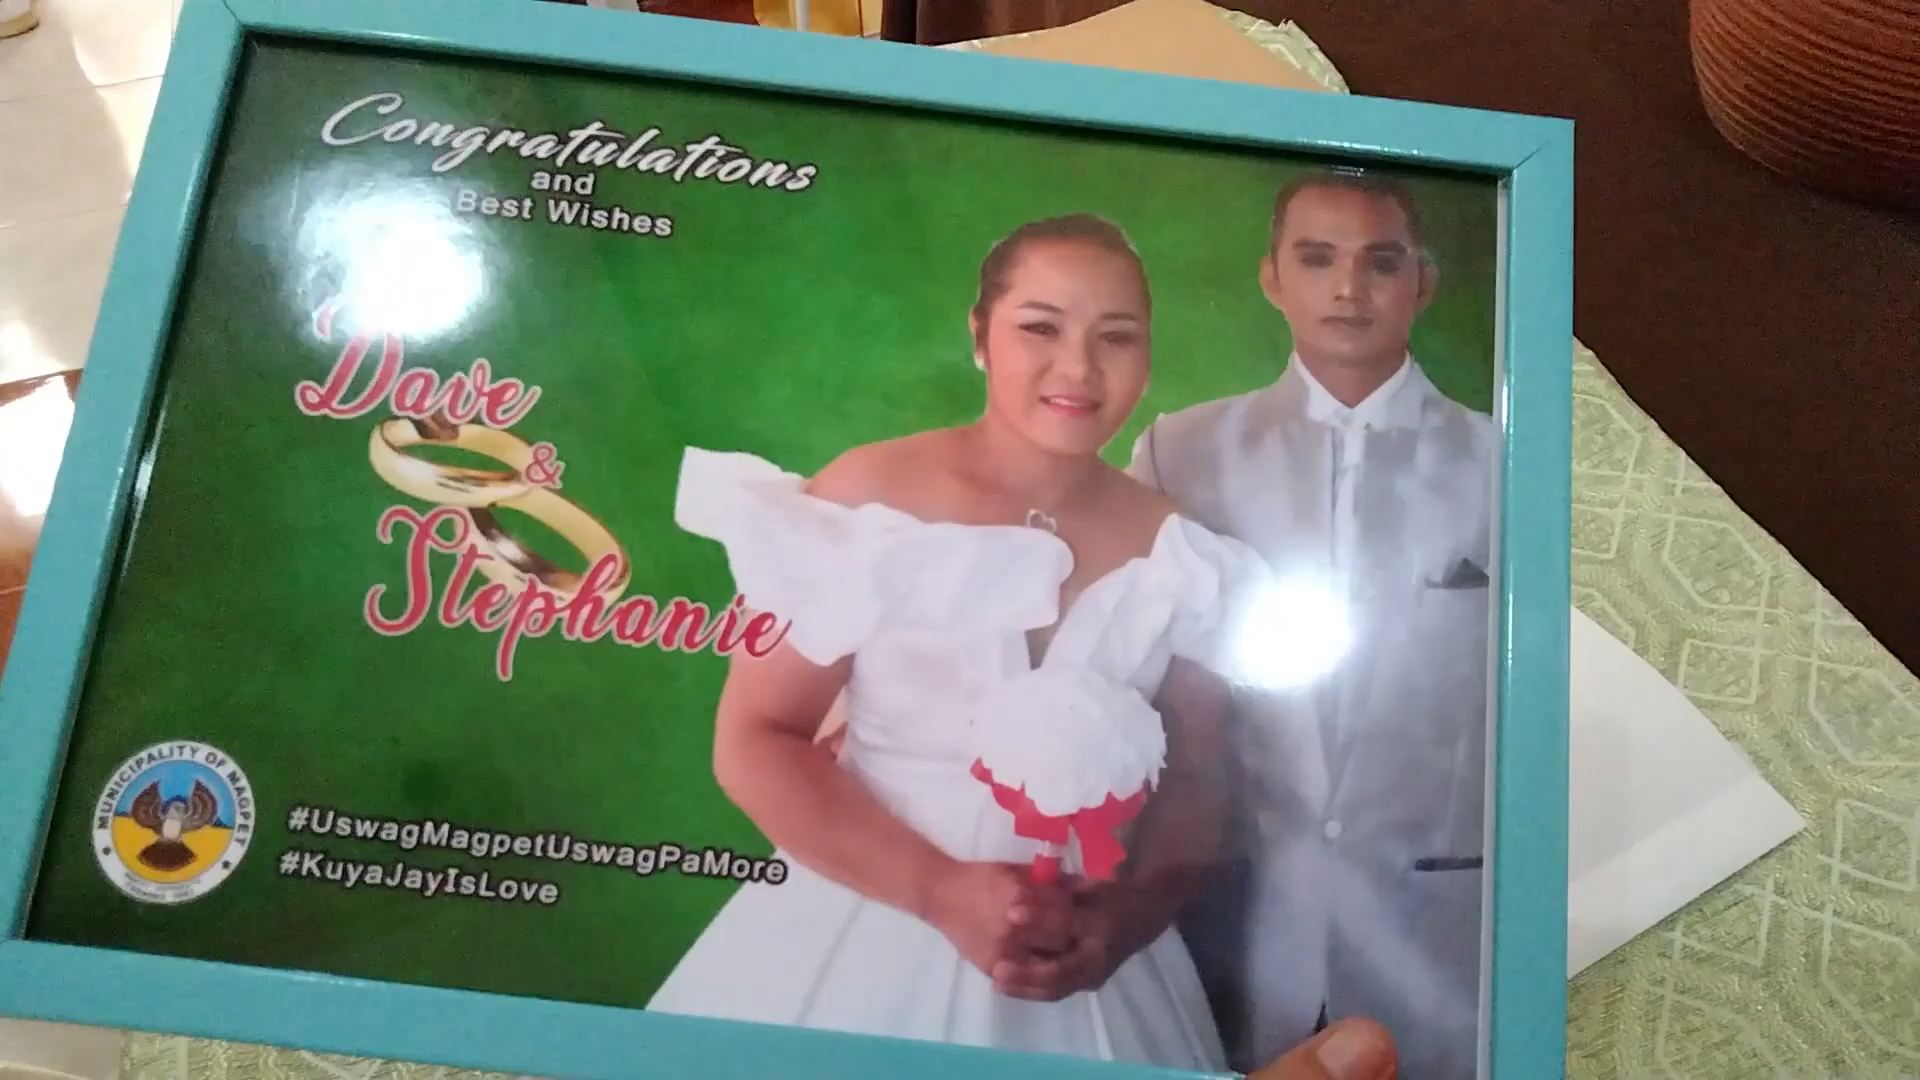 Congratulations
and
Best Wishes
Dave
&
Stephanie
MUNICIPALITY OF MAGPET
#UswagMagpetUswagPaMore
#KuyaJayIsLove